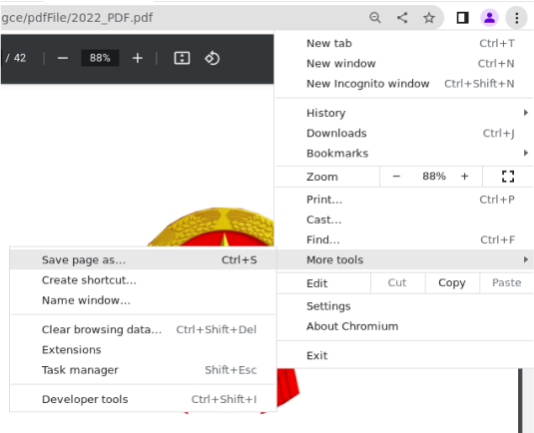 gce/pdfFile/2022_PDF.pdf
/ 42 — 88% +
New tab Ctrl+T
New window Ctrl+N
New Incognito window Ctrl+Shift+N
History
Downloads Ctrl+J
Bookmarks
Zoom − 88% +
Print... Ctrl+P
Cast...
Find... Ctrl+F
More tools
Edit Cut Copy Paste
Settings
About Chromium
Exit
Save page as... Ctrl+S
Create shortcut...
Name window...
Clear browsing data... Ctrl+Shift+Del
Extensions
Task manager Shift+Esc
Developer tools Ctrl+Shift+I